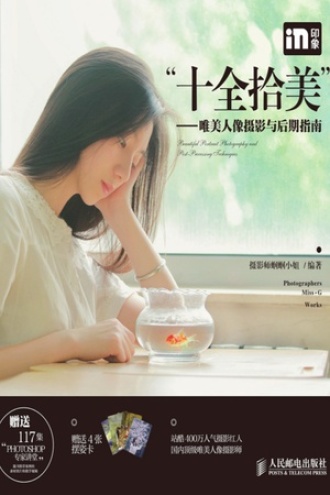 in 印象
“十全拾美”
——唯美人像摄影与后期指南
Beautiful Portrait Photography and
Post Processing Techniques
摄影师啊啊小姐 / 编著
Photographers
Miss·G
Works
赠送
117集
“PHOTOSHOP
专家讲堂”
赠送4张
摆姿卡
站酷400万人气摄影红人
国内顶级唯美人像摄影师
人民邮电出版社
POSTS & TELECOM PRESS